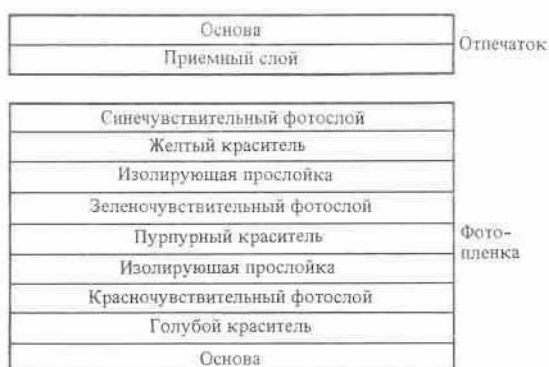 Основа
Приемный слой
Отпечаток
Синечувствительный фотослой
Желтый краситель
Изолирующая прослойка
Зеленочувствительный фотослой
Пурпурный краситель
Изолирующая прослойка
Красночувствительный фотослой
Голубой краситель
Основа
Фото-
пленка